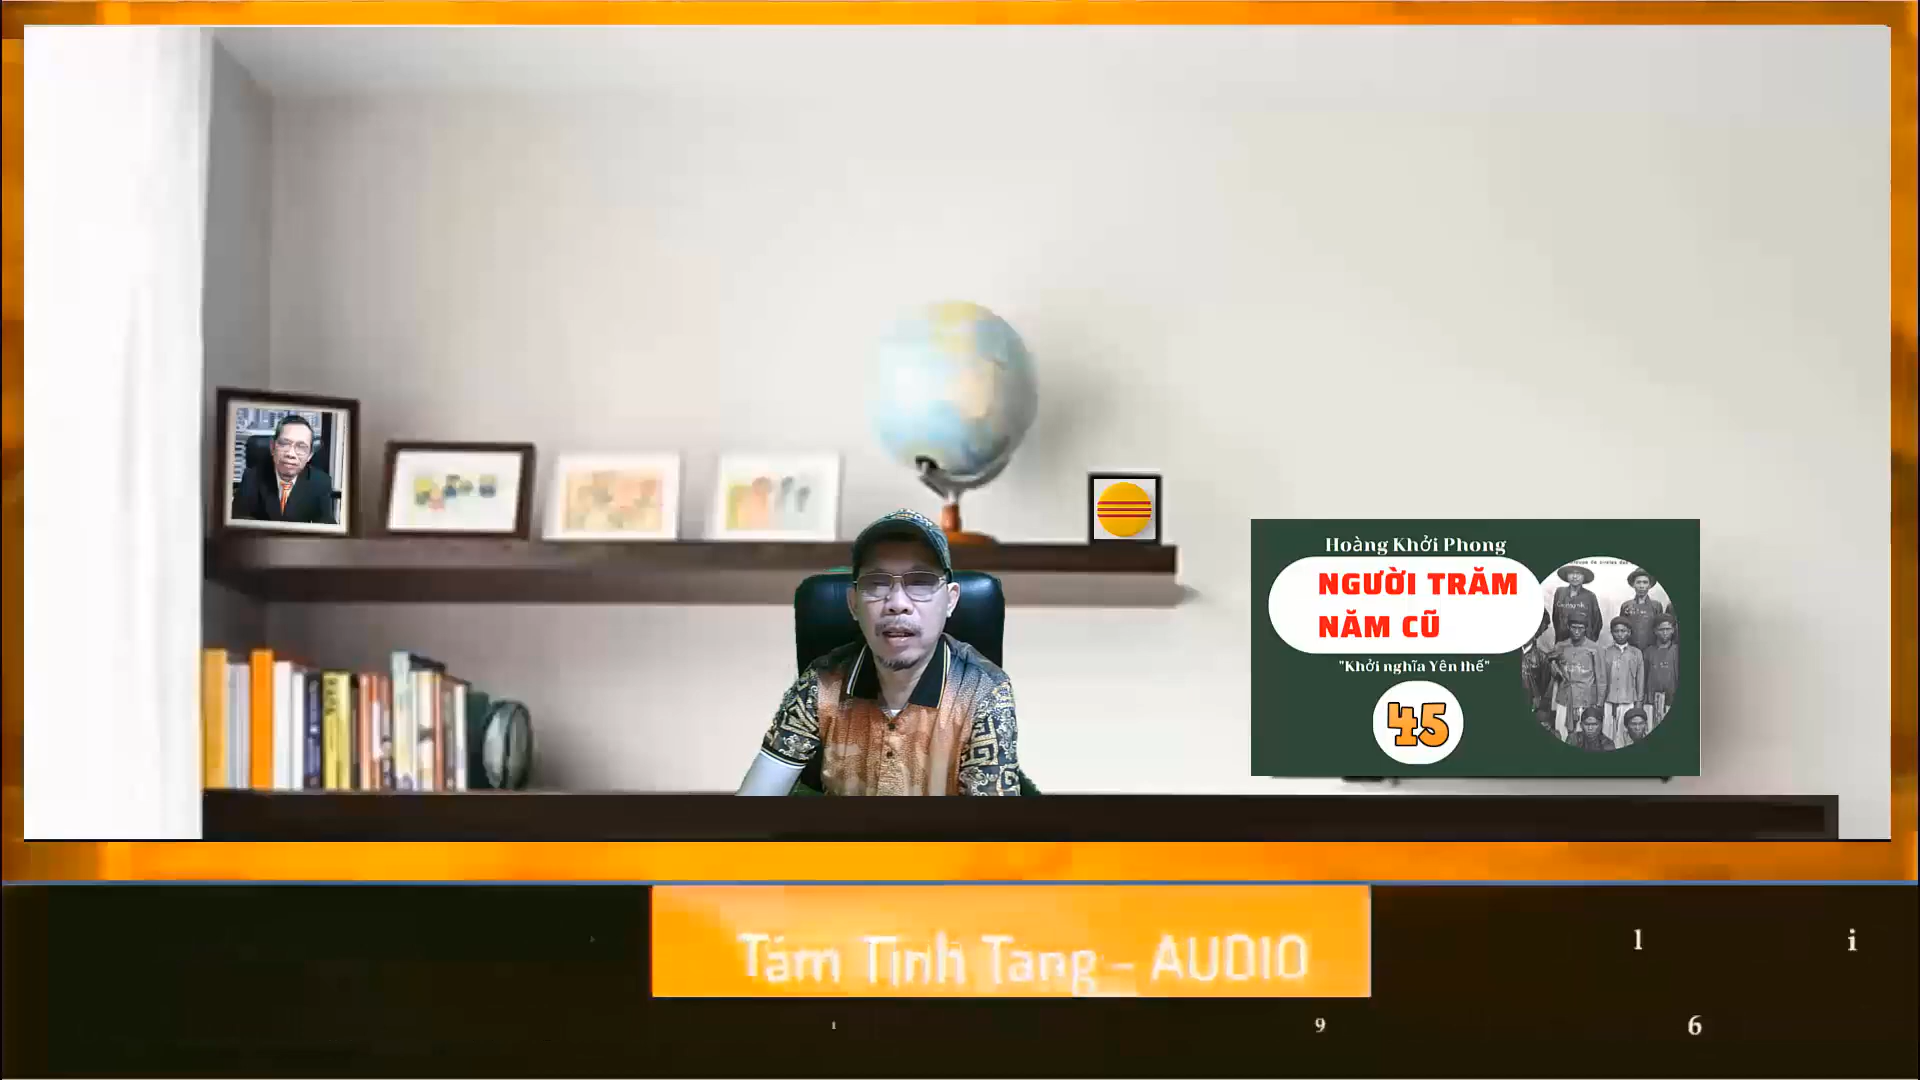 Hoàng Khởi Phong
NGƯỜI TRĂM
NĂM CŨ
"Khởi nghĩa Yên thế"
45
Tám Tình Tang - AUDIO
l i
1 9 6